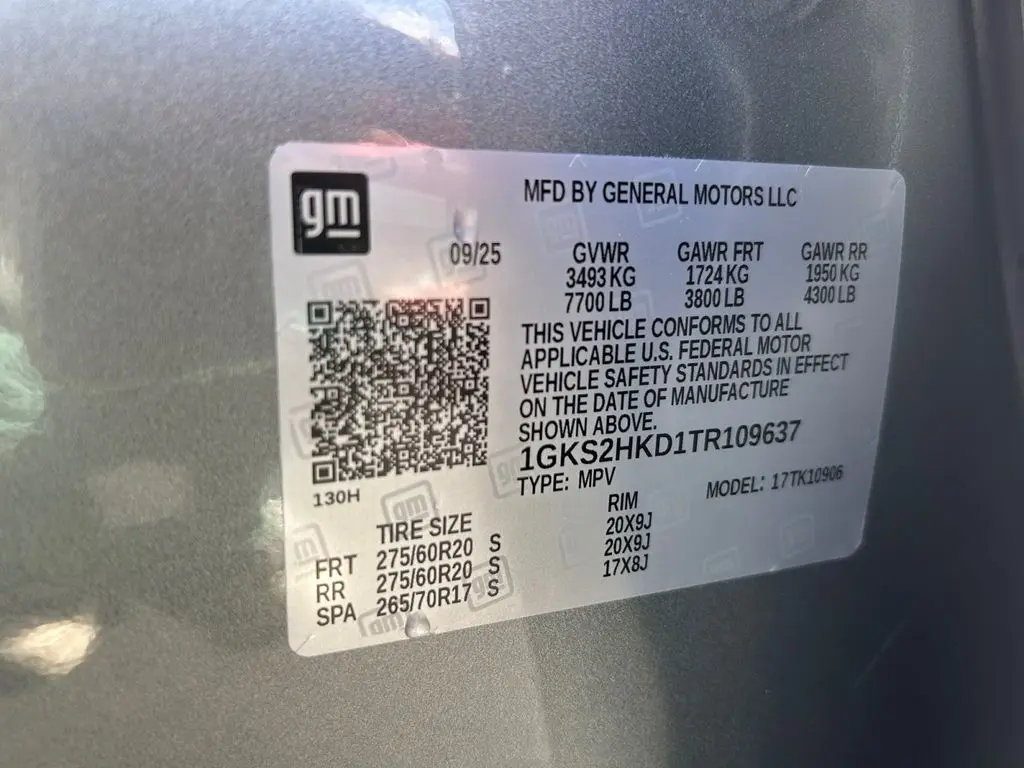 gm
MFD BY GENERAL MOTORS LLC
09/25
GVWR GAWR FRT GAWR RR
3493 KG 1724 KG 1950 KG
7700 LB 3800 LB 4300 LB
THIS VEHICLE CONFORMS TO ALL
APPLICABLE U.S. FEDERAL MOTOR
VEHICLE SAFETY STANDARDS IN EFFECT
ON THE DATE OF MANUFACTURE
SHOWN ABOVE.
1GKS2HKD1TR109637
TYPE: MPV MODEL: 17TK10906
130H
TIRE SIZE RIM
FRT 275/60R20 S 20X9J
RR 275/60R20 S 20X9J
SPA 265/70R17 S 17X8J